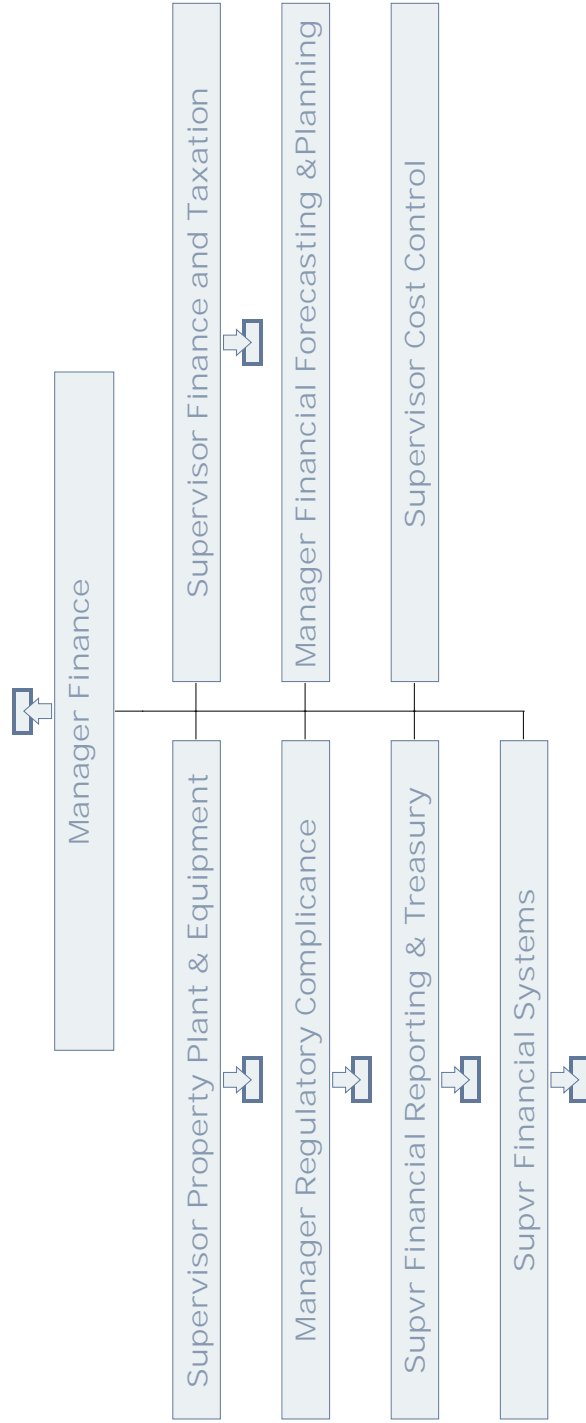 Manager Finance
Supervisor Property Plant & Equipment
Supervisor Finance and Taxation
Manager Regulatory Complicance
Manager Financial Forecasting &Planning
Supvr Financial Reporting & Treasury
Supervisor Cost Control
Supvr Financial Systems